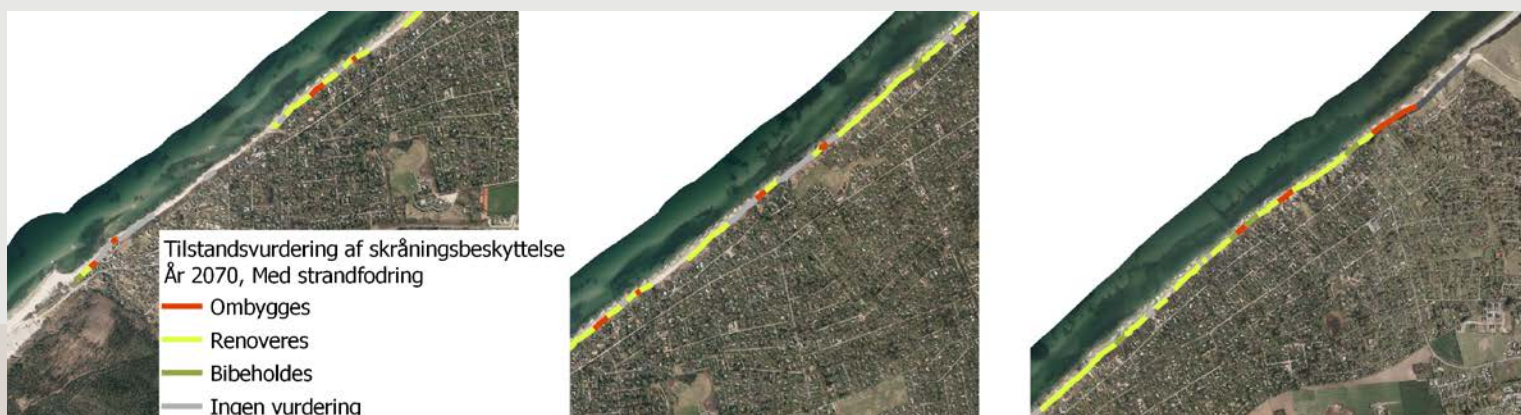 Tilstandsvurdering af skråningsbeskyttelse
År 2070, Med strandfodring
Ombygges
Renoveres
Bibeholdes
Ingen vurdering